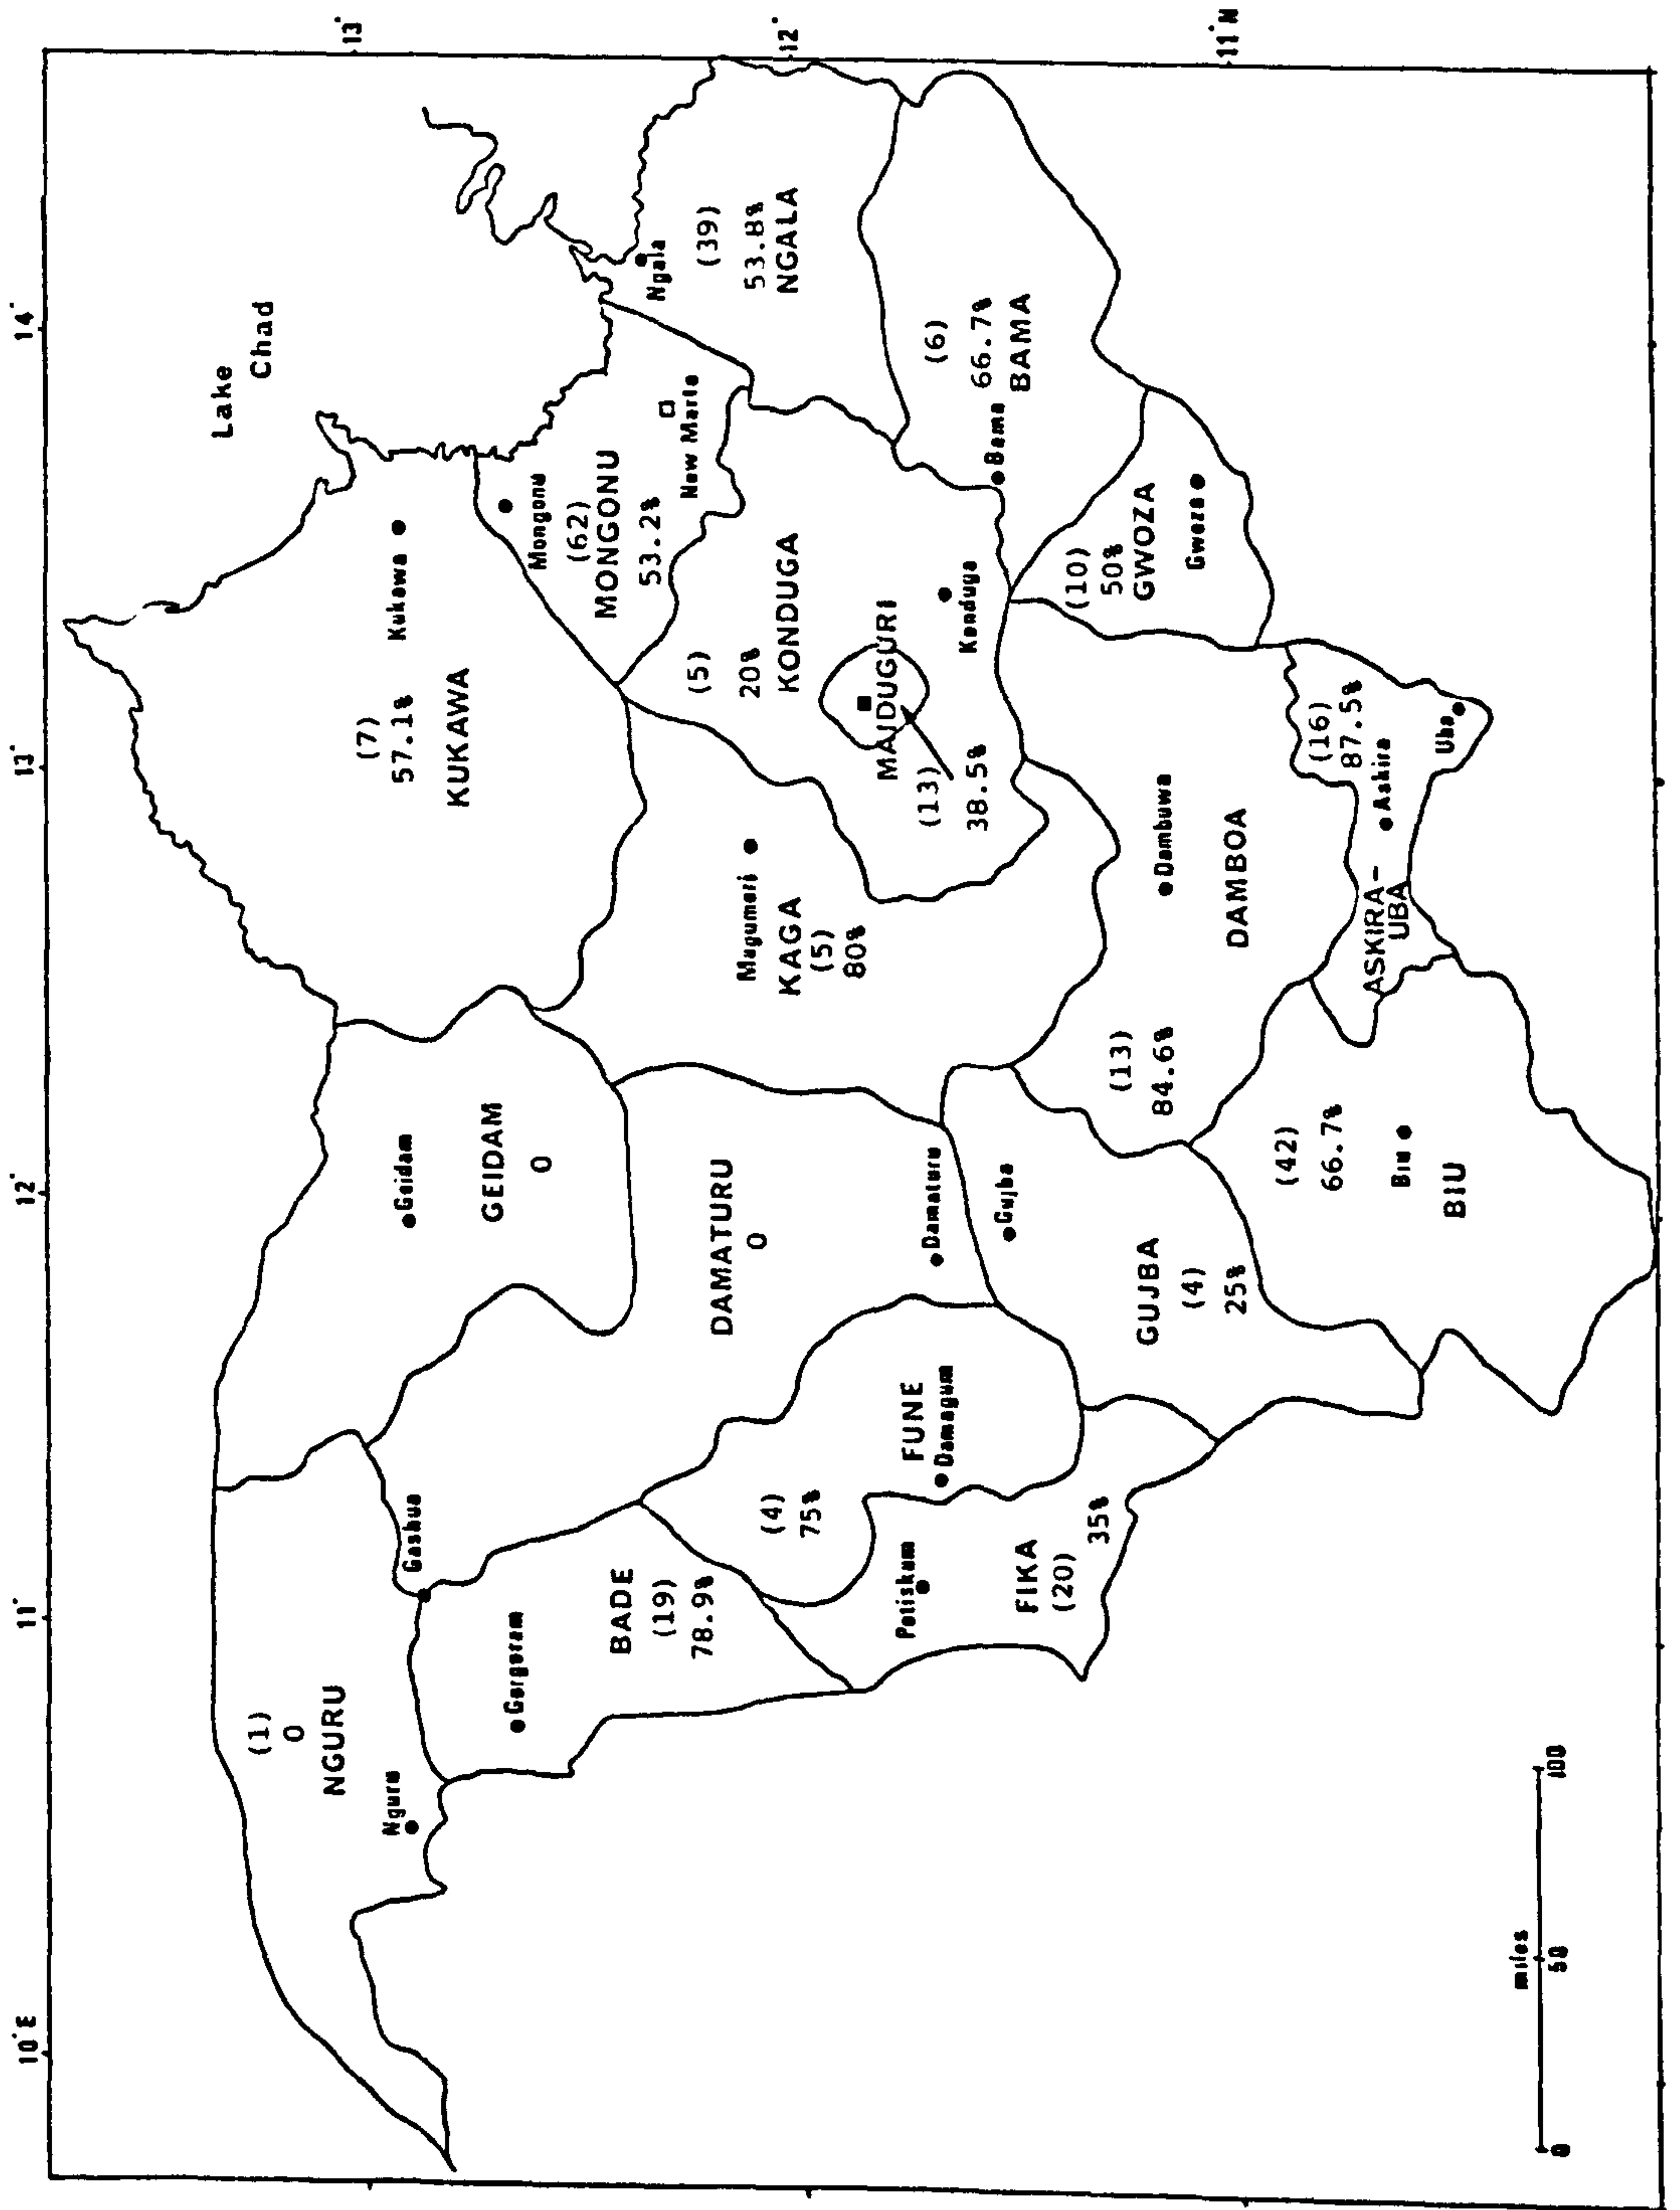 10°E
11°
12°
13°
14°
13°
12°
11°N
Lake
Chad
(1)
0
NGURU
Nguru
Gashua
Geidam
GEIDAM
0
(7)
57.1%
Kukawa
KUKAWA
Gorgoram
BADE
(19)
78.9%
Mongonu
(62)
MONGONU
53.2%
New Marte
Ngala
(39)
53.8%
NGALA
DAMATURU
0
Damaturu
Magumeri
KAGA
(5)
80%
(5)
20%
KONDUGA
MAIDUGURI
(13)
38.5%
Konduga
(4)
75%
FUNE
Damagum
Potiskum
FIKA
(20)
35%
(6)
66.7%
BAMA
Bama
Gujba
GUJBA
(4)
25%
(13)
84.6%
Dambuwa
DAMBOA
(10)
50%
GWOZA
Gwoza
(42)
66.7%
Biu
BIU
(16)
87.5%
Askira
ASKIRA-
UBA
Uba
miles
0
50
100